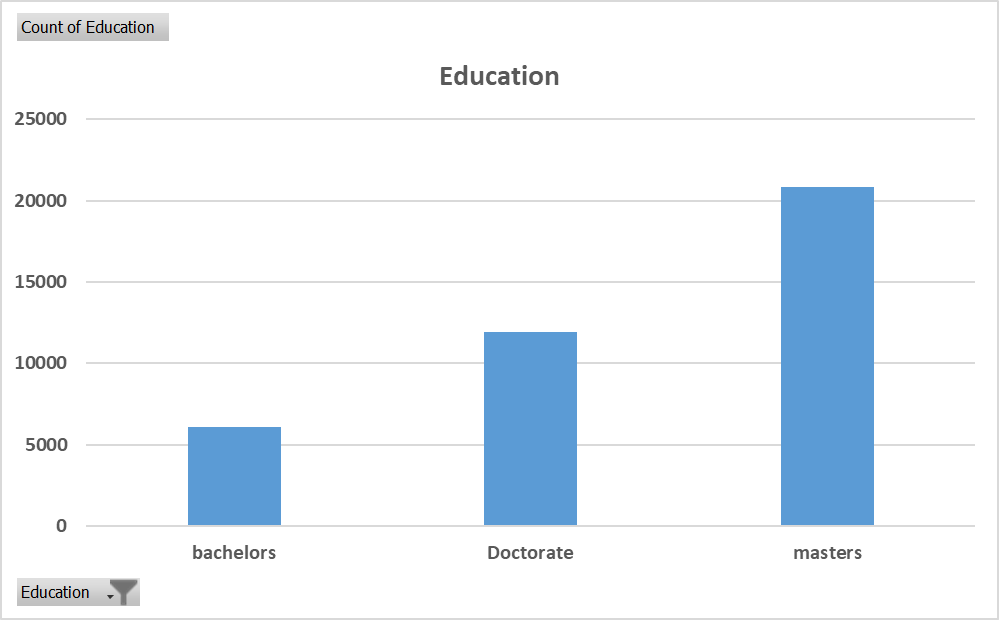 Count of Education
Education
25000
20000
15000
10000
5000
0
bachelors Doctorate masters
Education